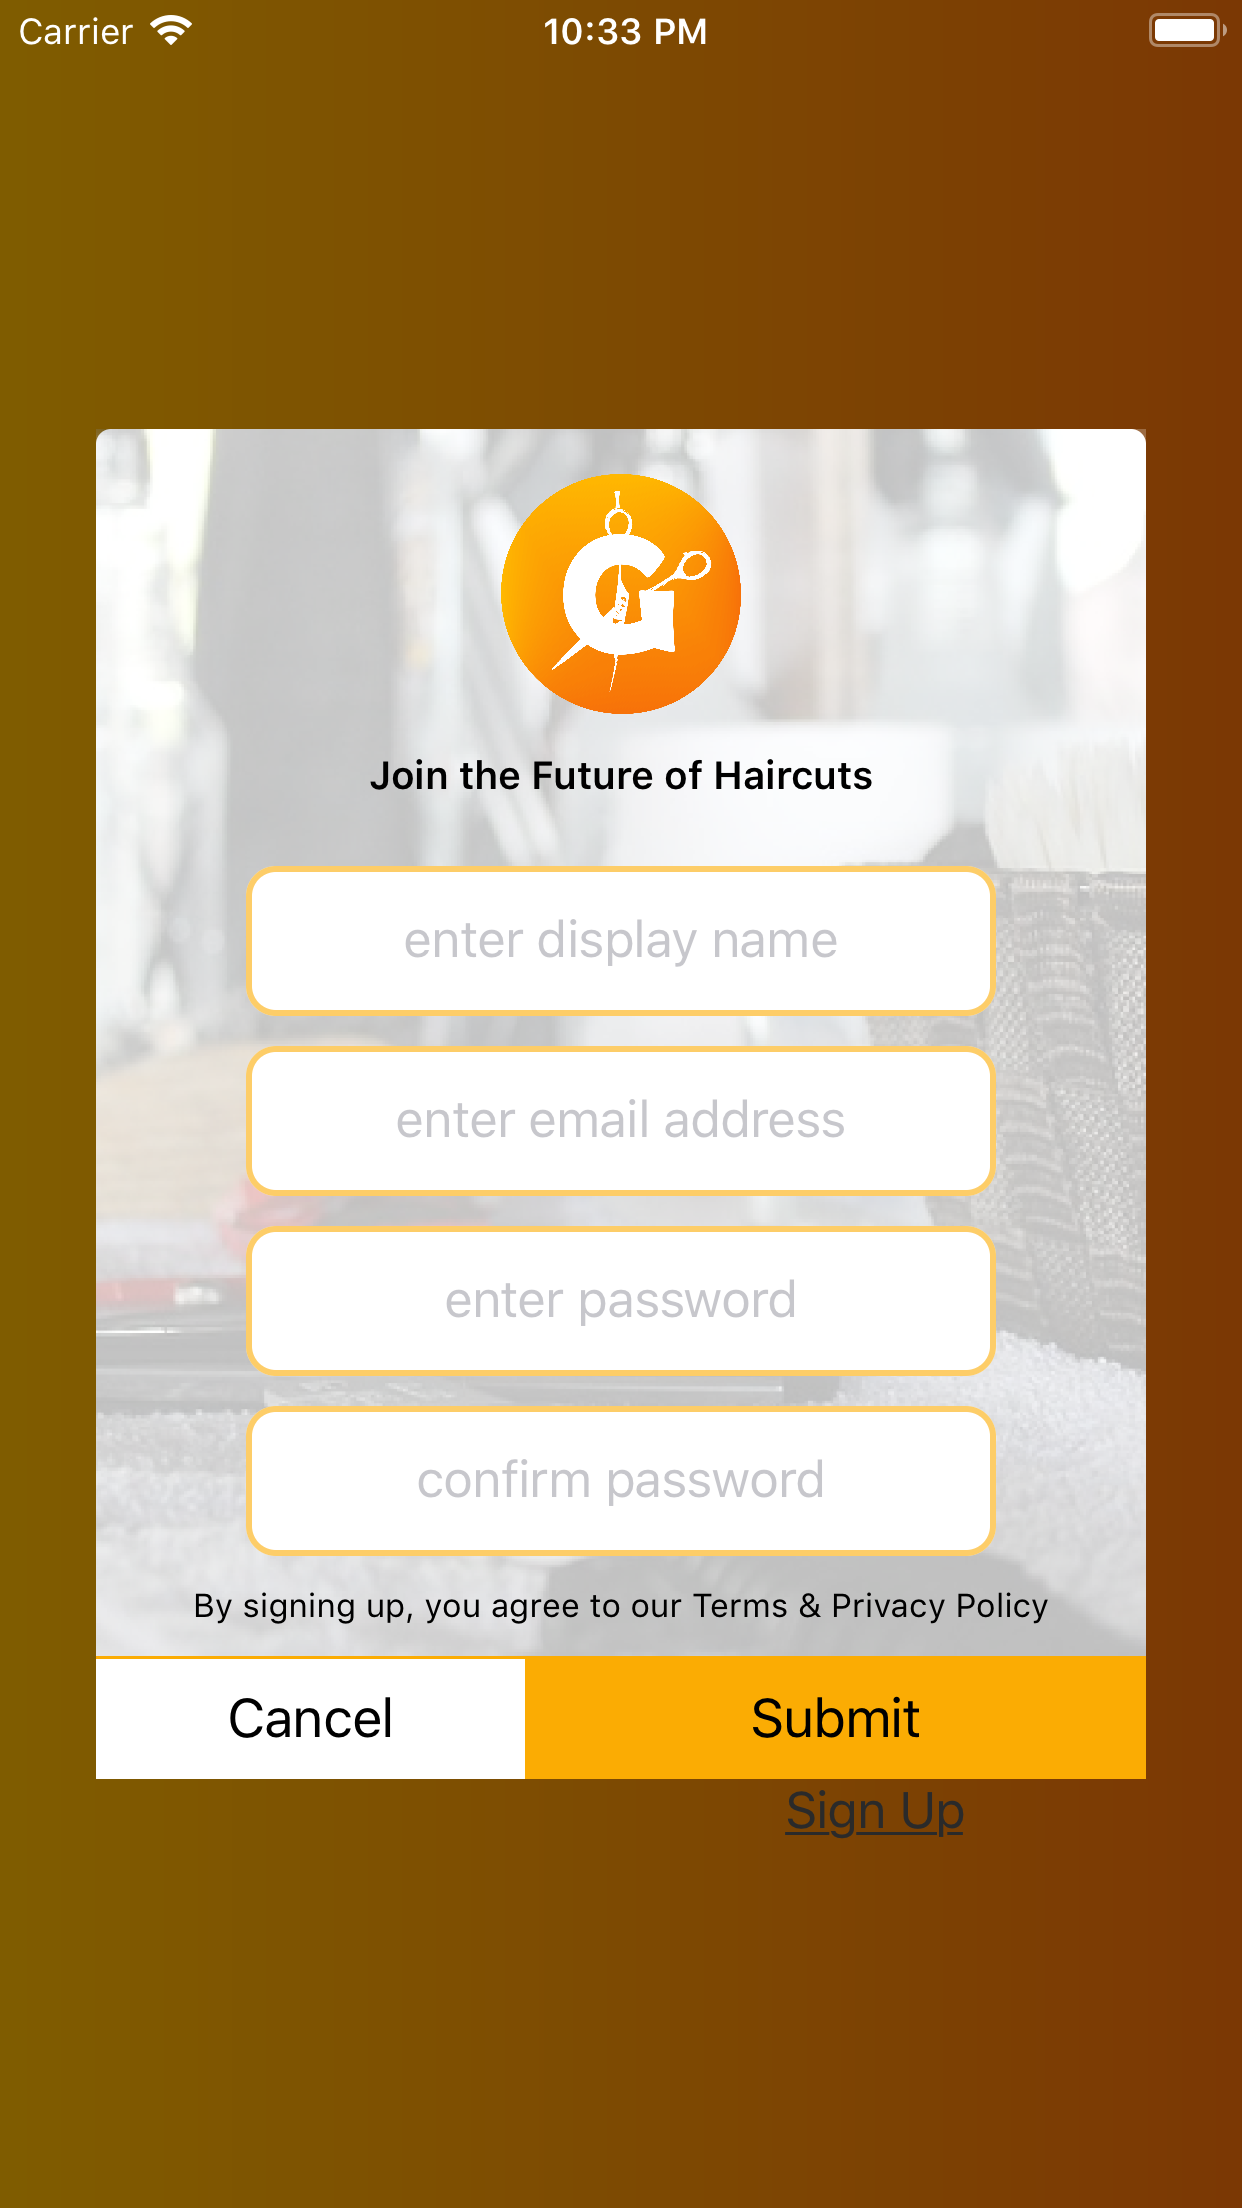 Carrier 10:33 PM
G
Join the Future of Haircuts
enter display name
enter email address
enter password
confirm password
By signing up, you agree to our Terms & Privacy Policy
Cancel Submit
Sign Up